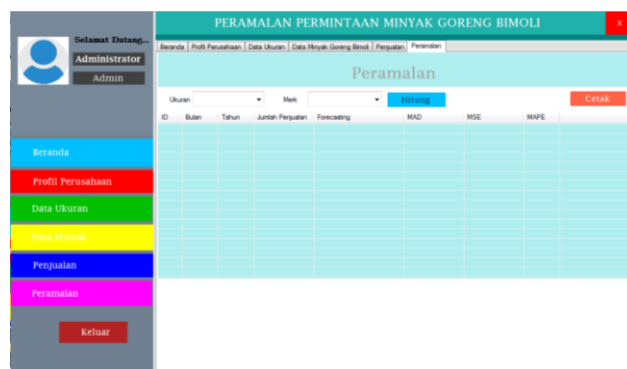 PERAMALAN PERMINTAAN MINYAK GORENG BIMOLI
X
Selamat Datang...
Administrator
Admin
Beranda Profil Perusahaan Data Ukuran Data Minyak Goreng Bimoli Penjualan Peramalan
Peramalan
Ukuran Merk Hitung Cetak
ID Bulan Tahun Jumlah Penjualan Forecasting MAD MSE MAPE
Beranda
Profil Perusahaan
Data Ukuran
Data Minyak
Penjualan
Peramalan
Keluar